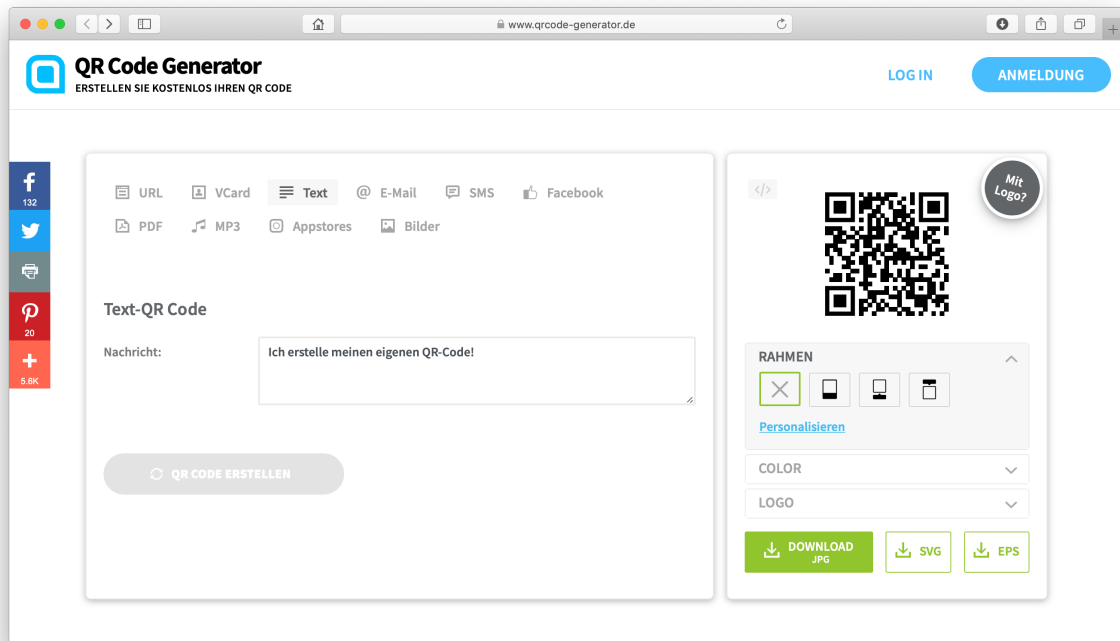 www.qrcode-generator.de
QR Code Generator
ERSTELLEN SIE KOSTENLOS IHREN QR CODE
LOG IN
ANMELDUNG
132
20
5.6K
URL
VCard
Text
E-Mail
SMS
Facebook
PDF
MP3
Appstores
Bilder
Text-QR Code
Nachricht:
Ich erstelle meinen eigenen QR-Code!
QR CODE ERSTELLEN
</>
Mit
Logo?
RAHMEN
Personalisieren
COLOR
LOGO
DOWNLOAD
JPG
SVG
EPS